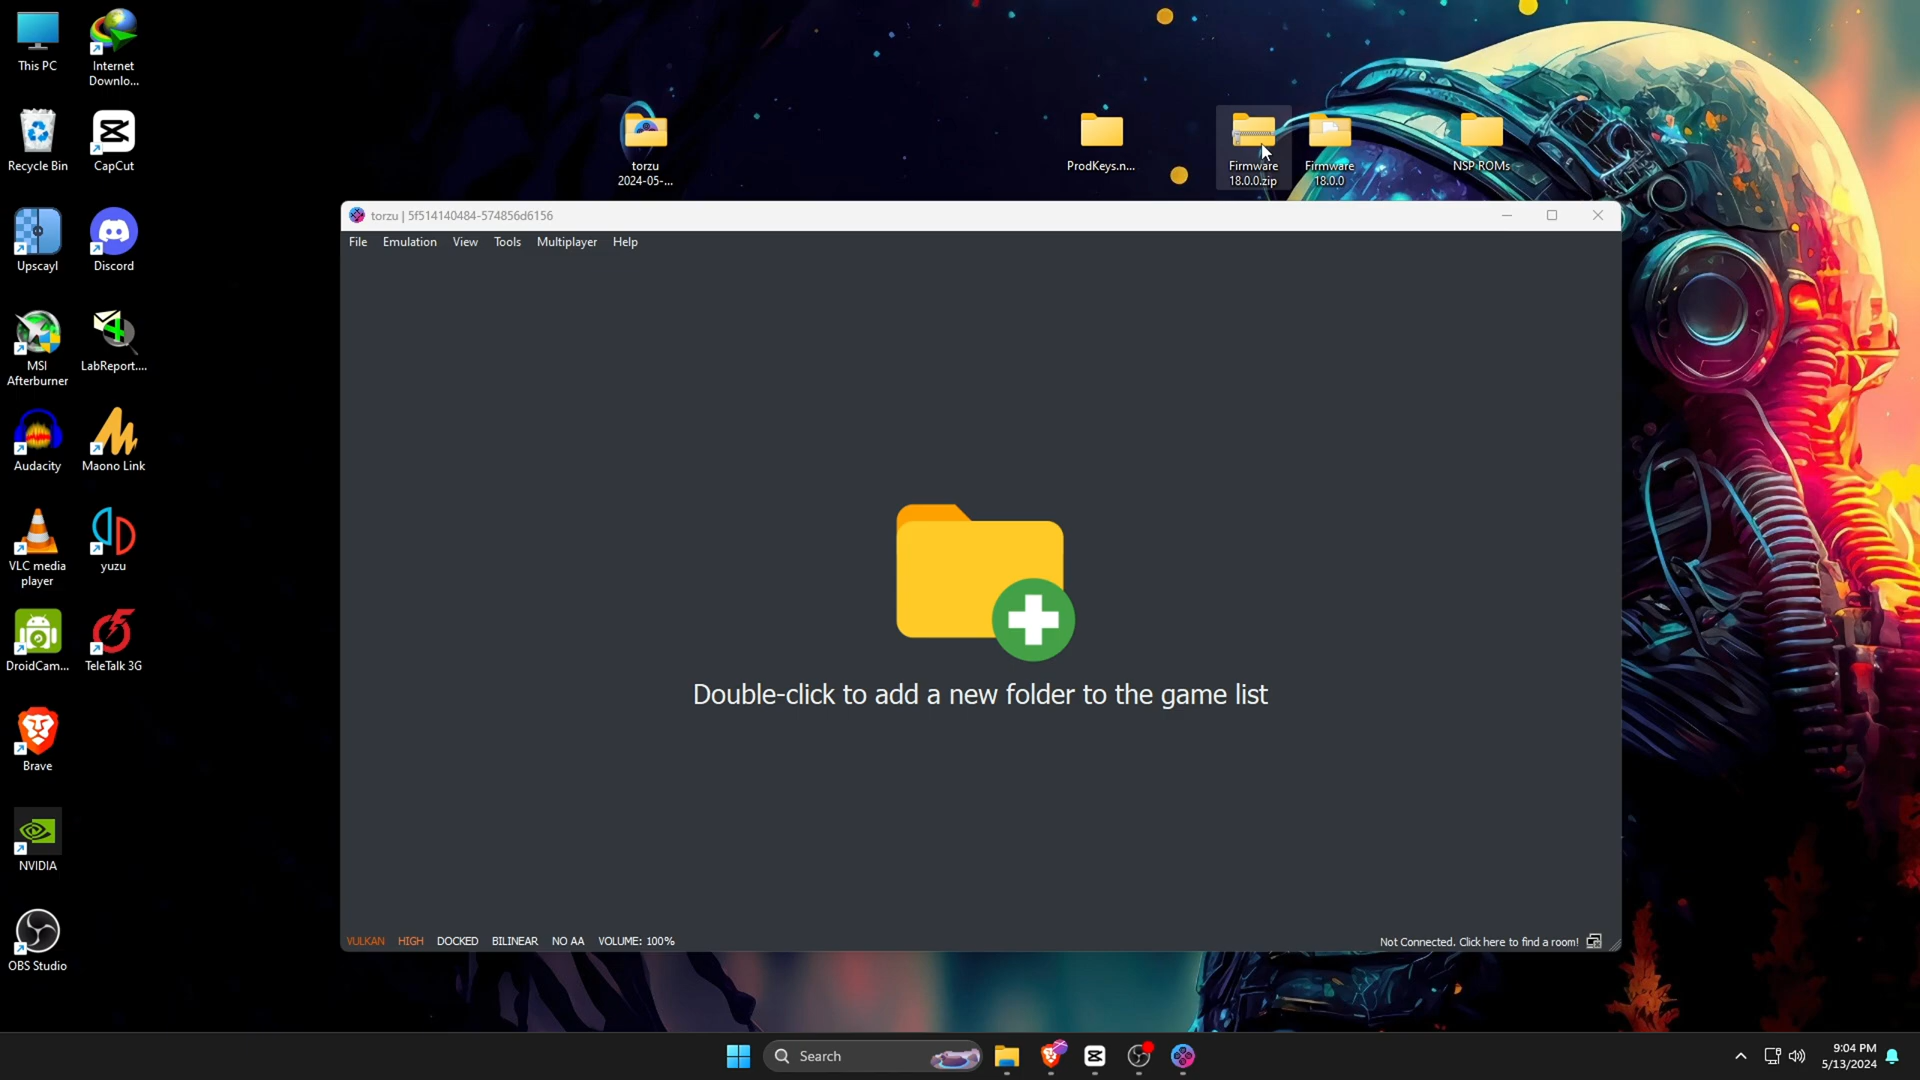 This PC
Internet
Downlo...
Recycle Bin
CapCut
Upscayl
Discord
MSI
Afterburner
LabReport....
Audacity
Maono Link
VLC media
player
yuzu
DroidCam...
TeleTalk 3G
Brave
NVIDIA
OBS Studio
torzu
2024-05-...
ProdKeys.n...
Firmware
18.0.0.zip
Firmware
18.0.0
NSP ROMs
torzu | 5f514140484-574856d6156
File Emulation View Tools Multiplayer Help
Double-click to add a new folder to the game list
VULKAN HIGH DOCKED BILINEAR NO AA VOLUME: 100%
Not Connected. Click here to find a room!
Search
9:04 PM
5/13/2024